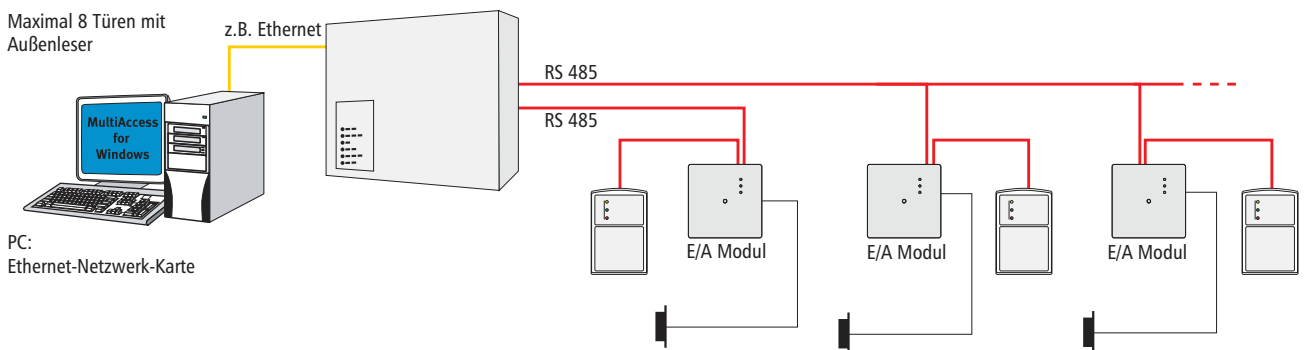 Maximal 8 Türen mit
Außenleser
z.B. Ethernet
RS 485
RS 485
MultiAccess
for
Windows
E/A Modul
E/A Modul
E/A Modul
PC:
Ethernet-Netzwerk-Karte